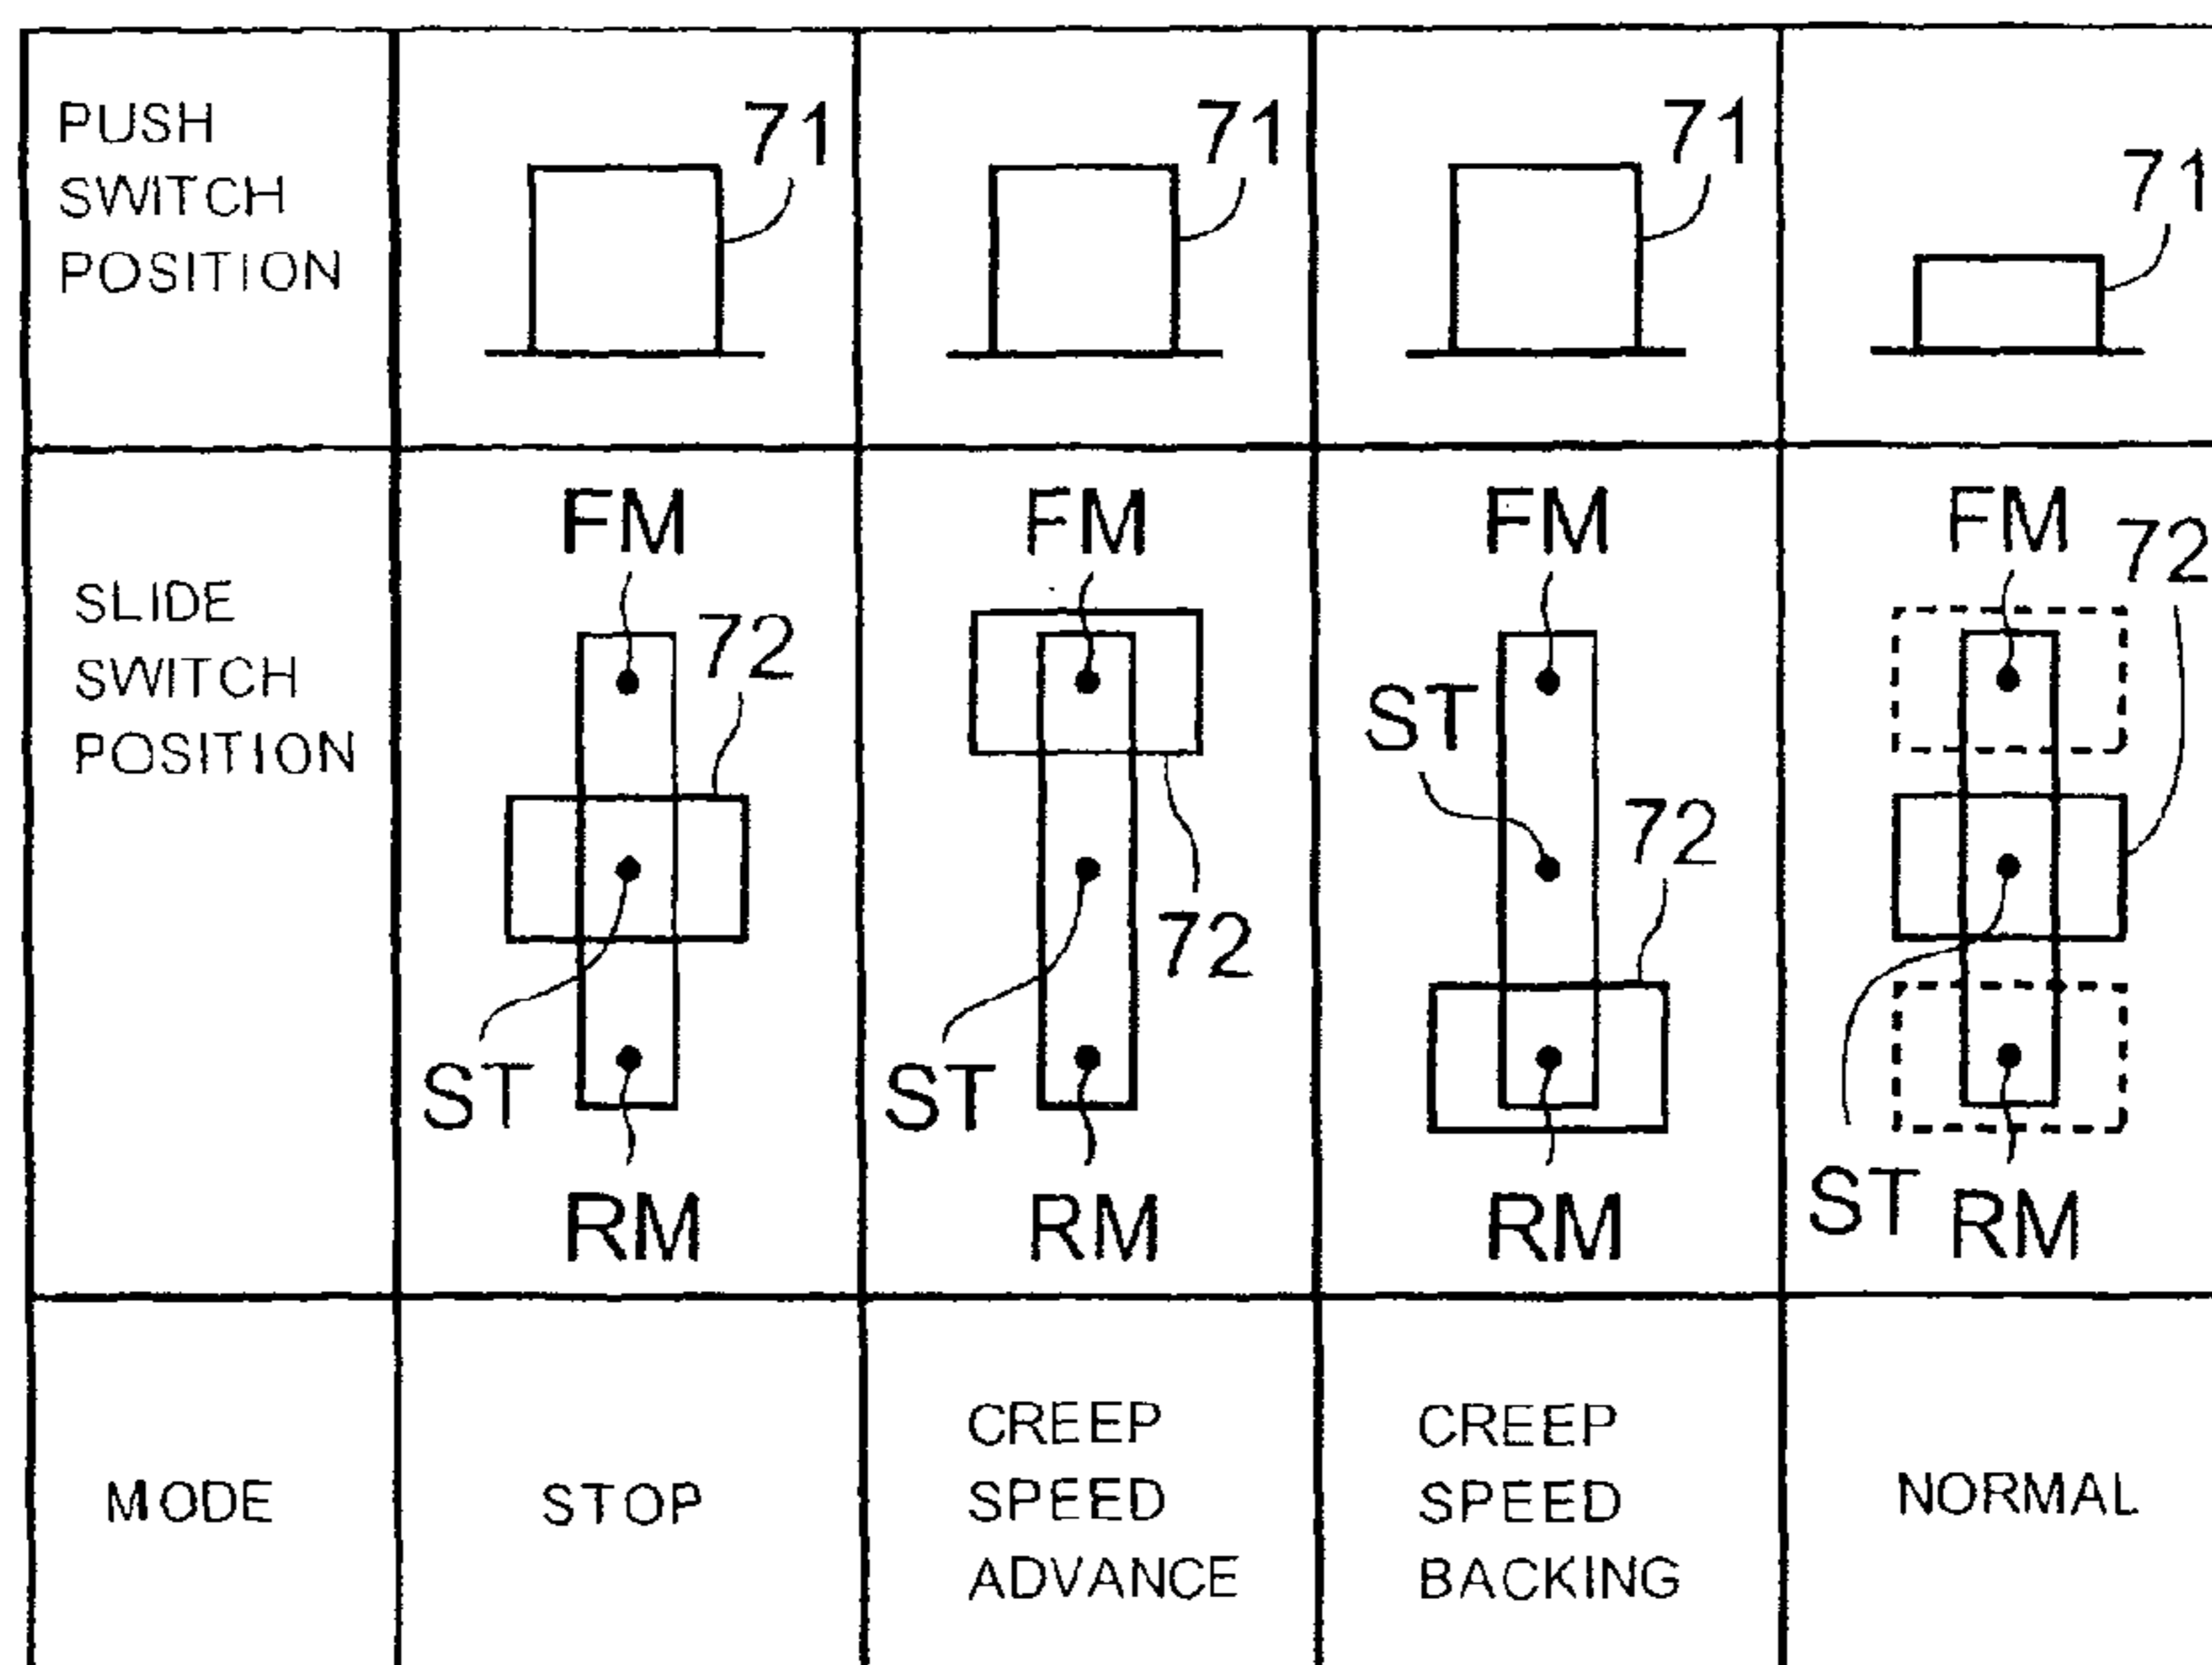 PUSH
SWITCH
POSITION
71
71
71
71
SLIDE
SWITCH
POSITION
FM
72
ST
RM
FM
72
ST
RM
FM
ST
72
RM
FM
72
ST
RM
MODE
STOP
CREEP
SPEED
ADVANCE
CREEP
SPEED
BACKING
NORMAL